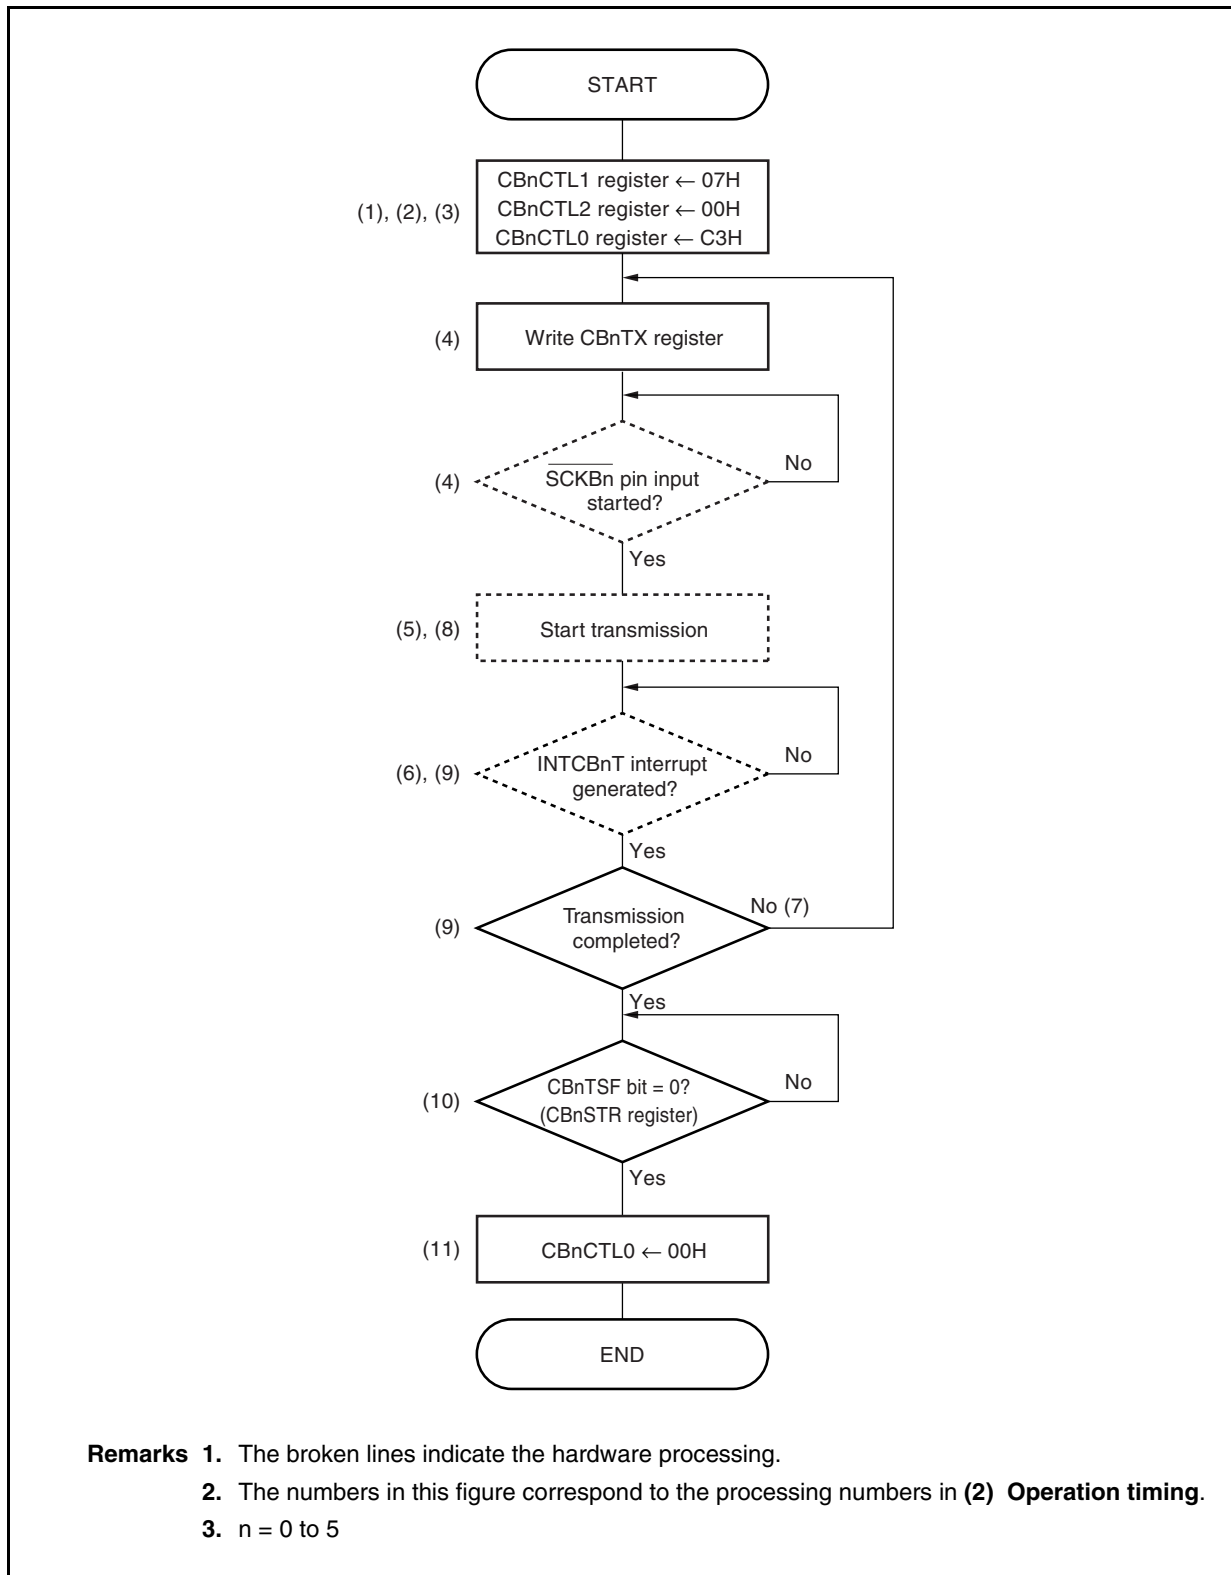 START
CBnCTL1 register ← 07H
(1), (2), (3) CBnCTL2 register ← 00H
CBnCTL0 register ← C3H
(4) Write CBnTX register
(4) SCKBn pin input No
started?
Yes
(5), (8) Start transmission
(6), (9) INTCBnT interrupt No
generated?
Yes
(9) Transmission No (7)
completed?
Yes
(10) CBnTSF bit = 0? No
(CBnSTR register)
Yes
(11) CBnCTL0 ← 00H
END
Remarks 1. The broken lines indicate the hardware processing.
2. The numbers in this figure correspond to the processing numbers in (2) Operation timing.
3. n = 0 to 5